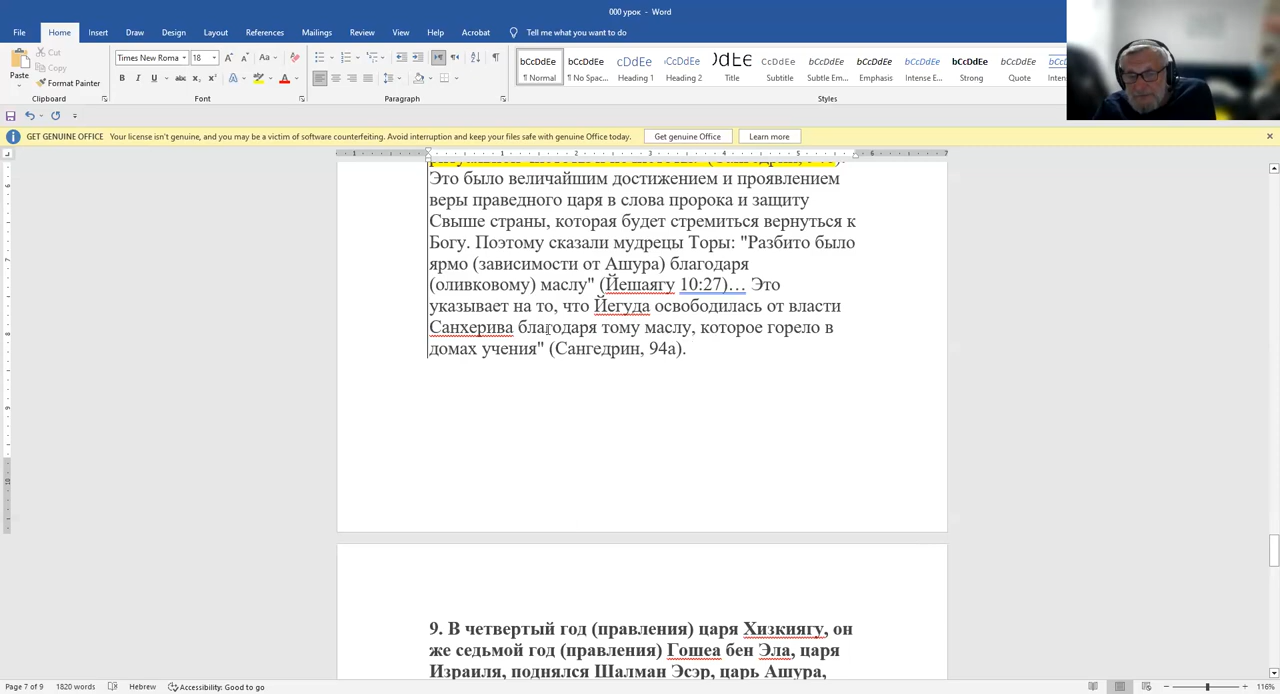 000 урок - Word
File Home Insert Draw Design Layout References Mailings Review View Help Acrobat Tell me what you want to do
Paste
Cut
Copy
Format Painter
Times New Roma 18
Clipboard Font Paragraph Styles
AaBbCcDdEe
¶ Normal
¶ No Spac...
Heading 1
Heading 2
Title
Subtitle
Subtle Em...
Emphasis
Intense E...
Strong
Quote
GET GENUINE OFFICE Your license isn't genuine, and you may be a victim of software counterfeiting. Avoid interruption and keep your files safe with genuine Office today. Get genuine Office Learn more
Это было величайшим достижением и проявлением
веры праведного царя в слова пророка и защиту
Свыше страны, которая будет стремиться вернуться к
Богу. Поэтому сказали мудрецы Торы: "Разбито было
ярмо (зависимости от Ашура) благодаря
(оливковому) маслу" (Йешаягу 10:27)… Это
указывает на то, что Йегуда освободилась от власти
Санхерива благодаря тому маслу, которое горело в
домах учения" (Сангедрин, 94а).
9. В четвертый год (правления) царя Хизкиягу, он
же седьмой год (правления) Гошеа бен Эла, царя
Израиля, поднялся Шалман Эсэр, царь Ашура,
Page 7 of 9 1820 words Hebrew Accessibility: Good to go 116%